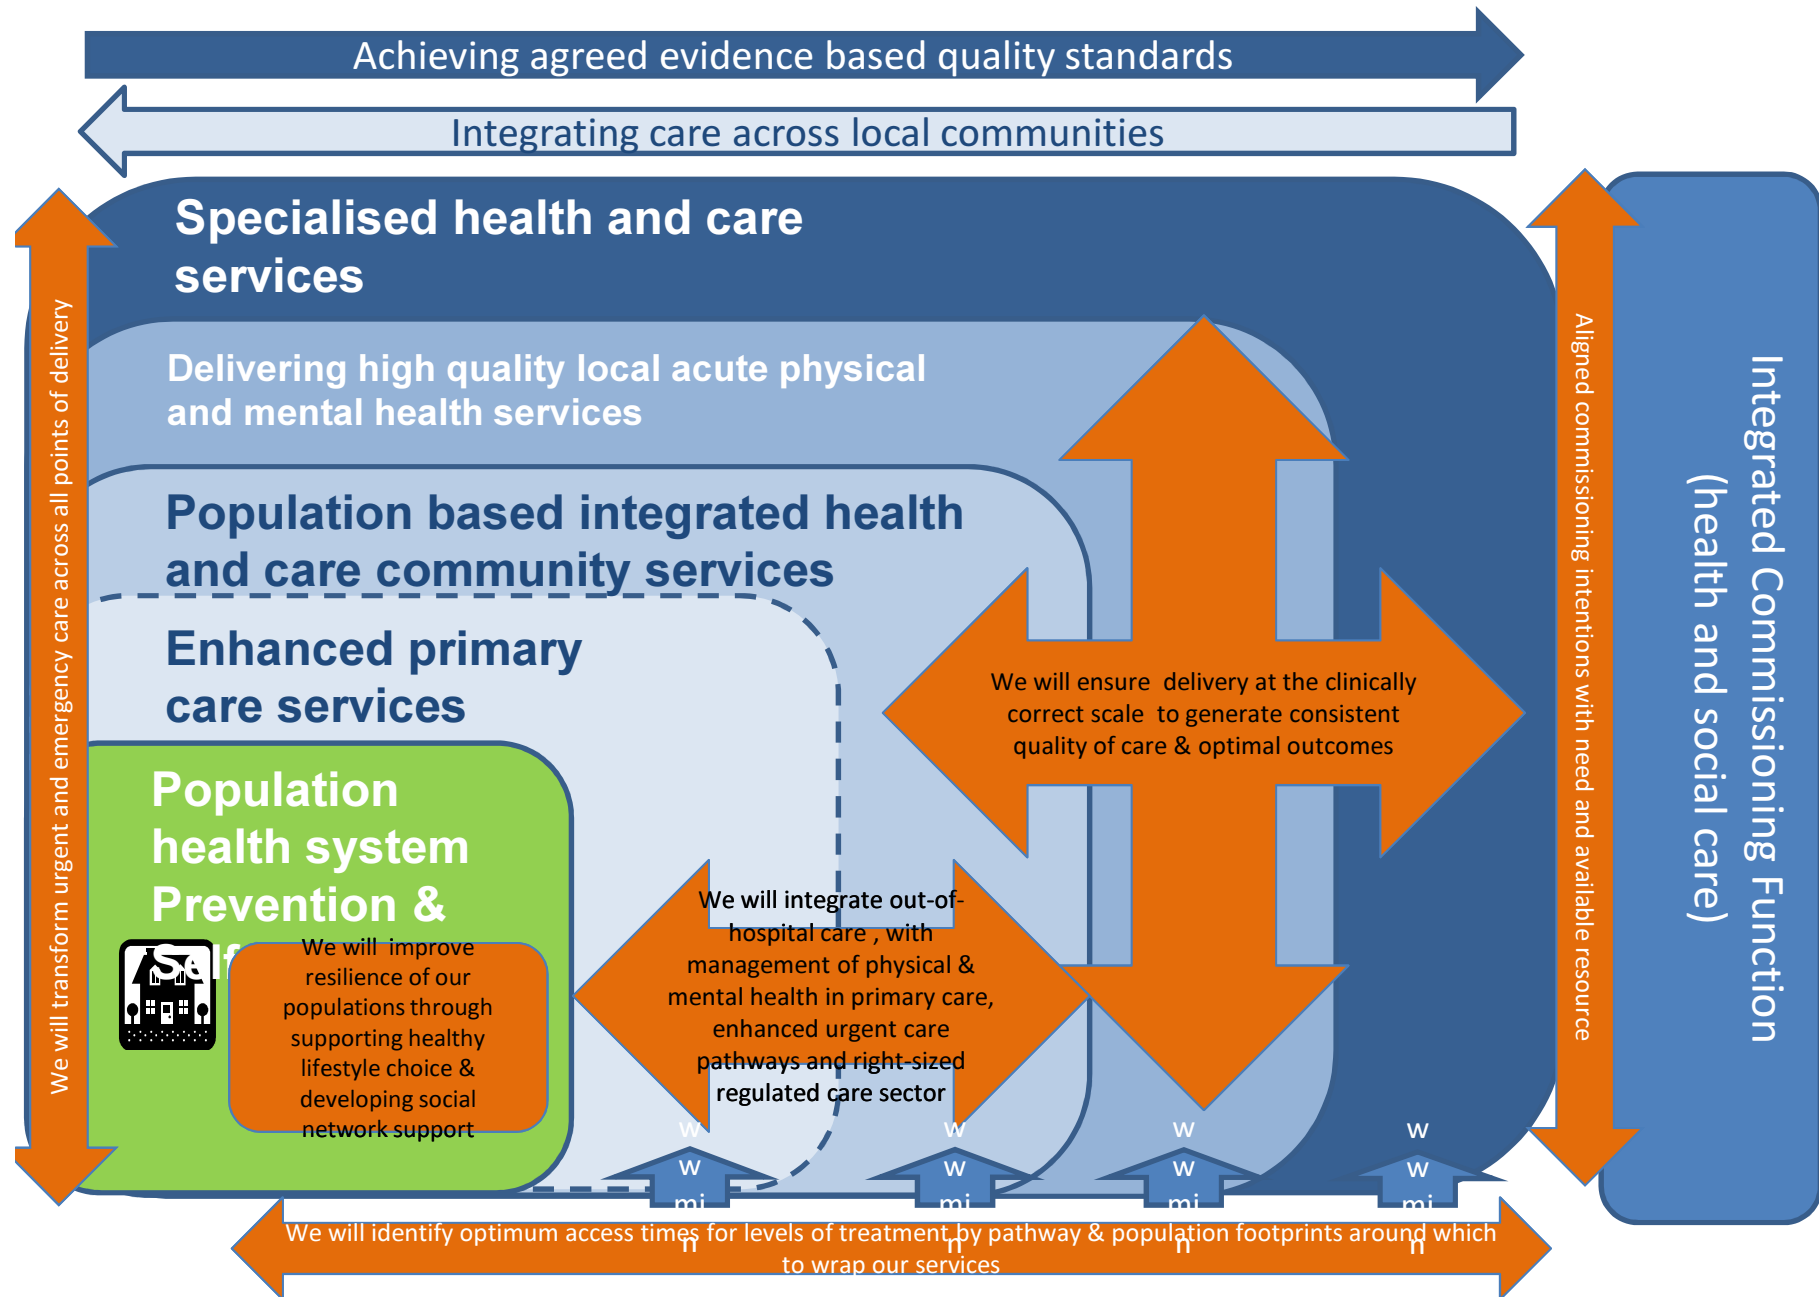 Achieving agreed evidence based quality standards
Integrating care across local communities
Specialised health and care
services
Delivering high quality local acute physical
and mental health services
Population based integrated health
and care community services
Enhanced primary
care services
Population
health system
Prevention &
Self
We will improve
resilience of our
populations through
supporting healthy
lifestyle choice &
developing social
network support
We will integrate out-of-
hospital care , with
management of physical &
mental health in primary care,
enhanced urgent care
pathways and right-sized
regulated care sector
We will ensure delivery at the clinically
correct scale to generate consistent
quality of care & optimal outcomes
We will transform urgent and emergency care across all points of delivery
Aligned commissioning intentions with need and available resource
Integrated Commissioning Function
(health and social care)
w
w
mi
n
w
w
mi
n
w
w
mi
n
w
w
mi
n
We will identify optimum access times for levels of treatment by pathway & population footprints around which
to wrap our services